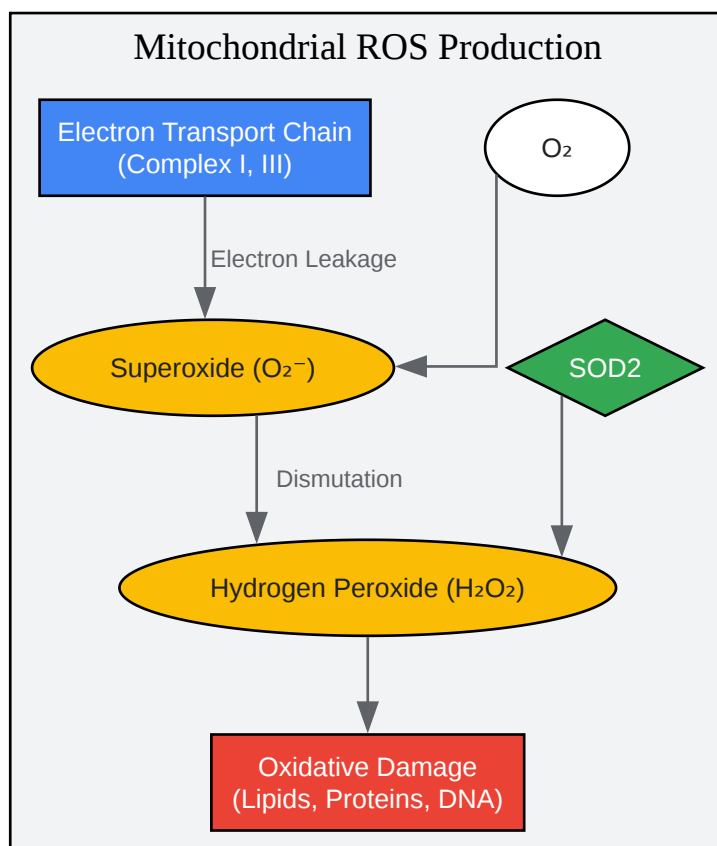 Mitochondrial ROS Production
Electron Transport Chain
(Complex I, III)
O₂
Electron Leakage
Superoxide (O₂⁻)
SOD2
Dismutation
Hydrogen Peroxide (H₂O₂)
Oxidative Damage
(Lipids, Proteins, DNA)